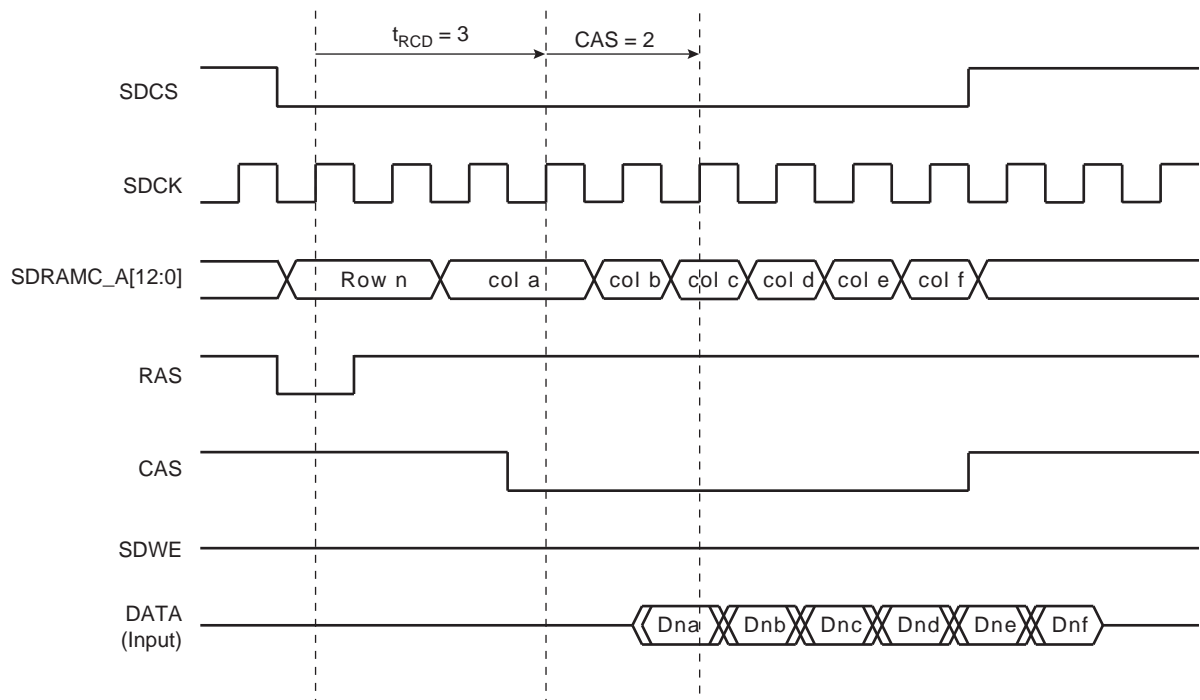 tRCD = 3 CAS = 2
SDCS
SDCK
SDRAMC_A[12:0] Row n col a col b col c col d col e col f
RAS
CAS
SDWE
DATA
(Input) Dna Dnb Dnc Dnd Dne Dnf